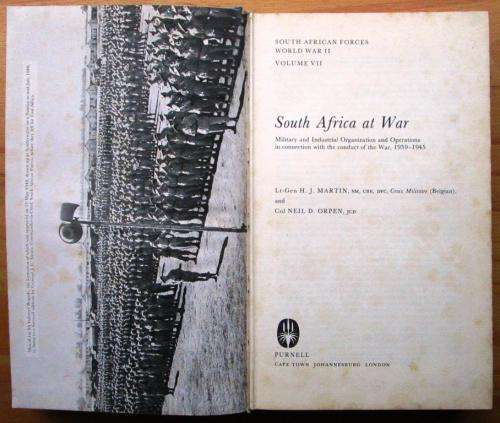 SOUTH AFRICAN FORCES
WORLD WAR II
VOLUME VII
South Africa at War
Military and Industrial Organization and Operations
in connection with the conduct of the War, 1939–1945
Lt-Gen H. J. MARTIN, SM, CBE, DFC, Croix Militaire (Belgian),
and
Col NEIL D. ORPEN, JCD
PURNELL
CAPE TOWN JOHANNESBURG LONDON